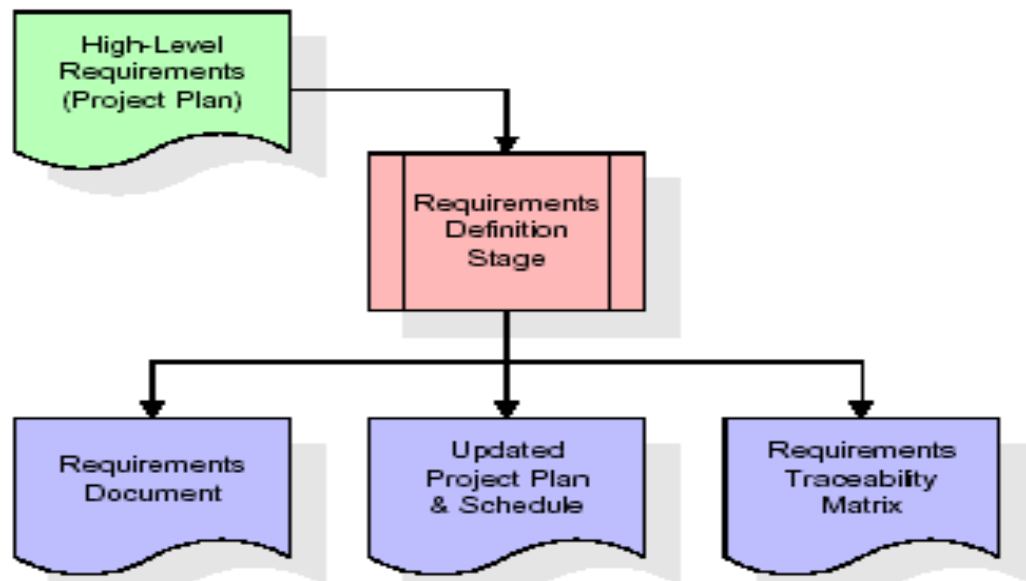 High-Level
Requirements
(Project Plan)
Requirements
Definition
Stage
Requirements
Document
Updated
Project Plan
& Schedule
Requirements
Traceability
Matrix